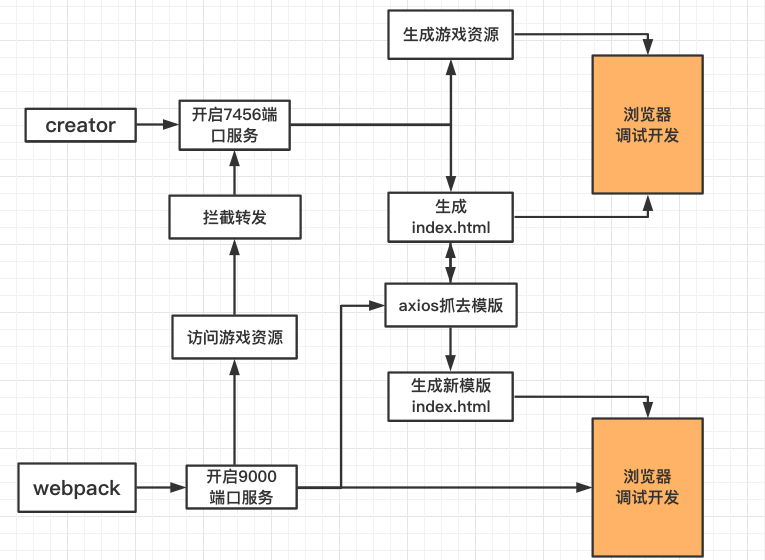 生成游戏资源
creator
开启7456端
口服务
浏览器
调试开发
拦截转发
生成
index.html
axios抓去模版
访问游戏资源
生成新模版
index.html
webpack
开启9000
端口服务
浏览器
调试开发